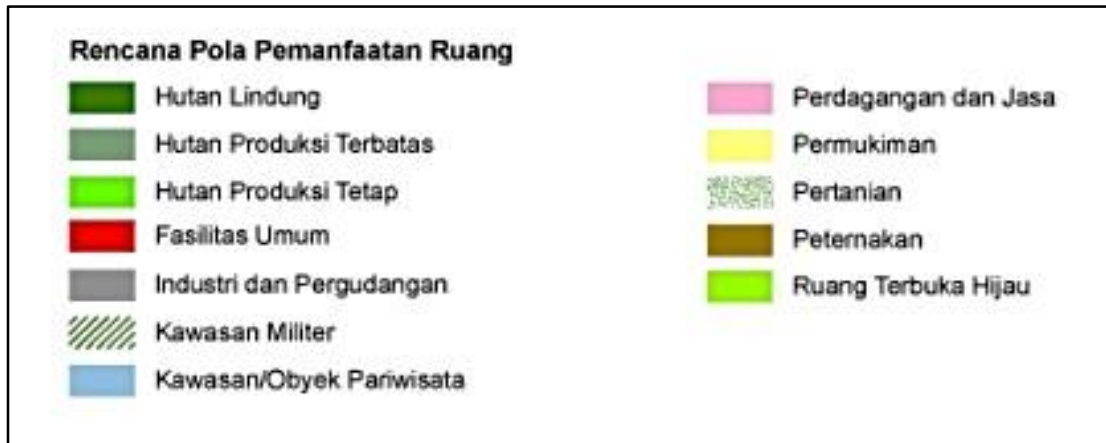 Rencana Pola Pemanfaatan Ruang
Hutan Lindung
Hutan Produksi Terbatas
Hutan Produksi Tetap
Fasilitas Umum
Industri dan Pergudangan
Kawasan Militer
Kawasan/Obyek Pariwisata
Perdagangan dan Jasa
Permukiman
Pertanian
Peternakan
Ruang Terbuka Hijau